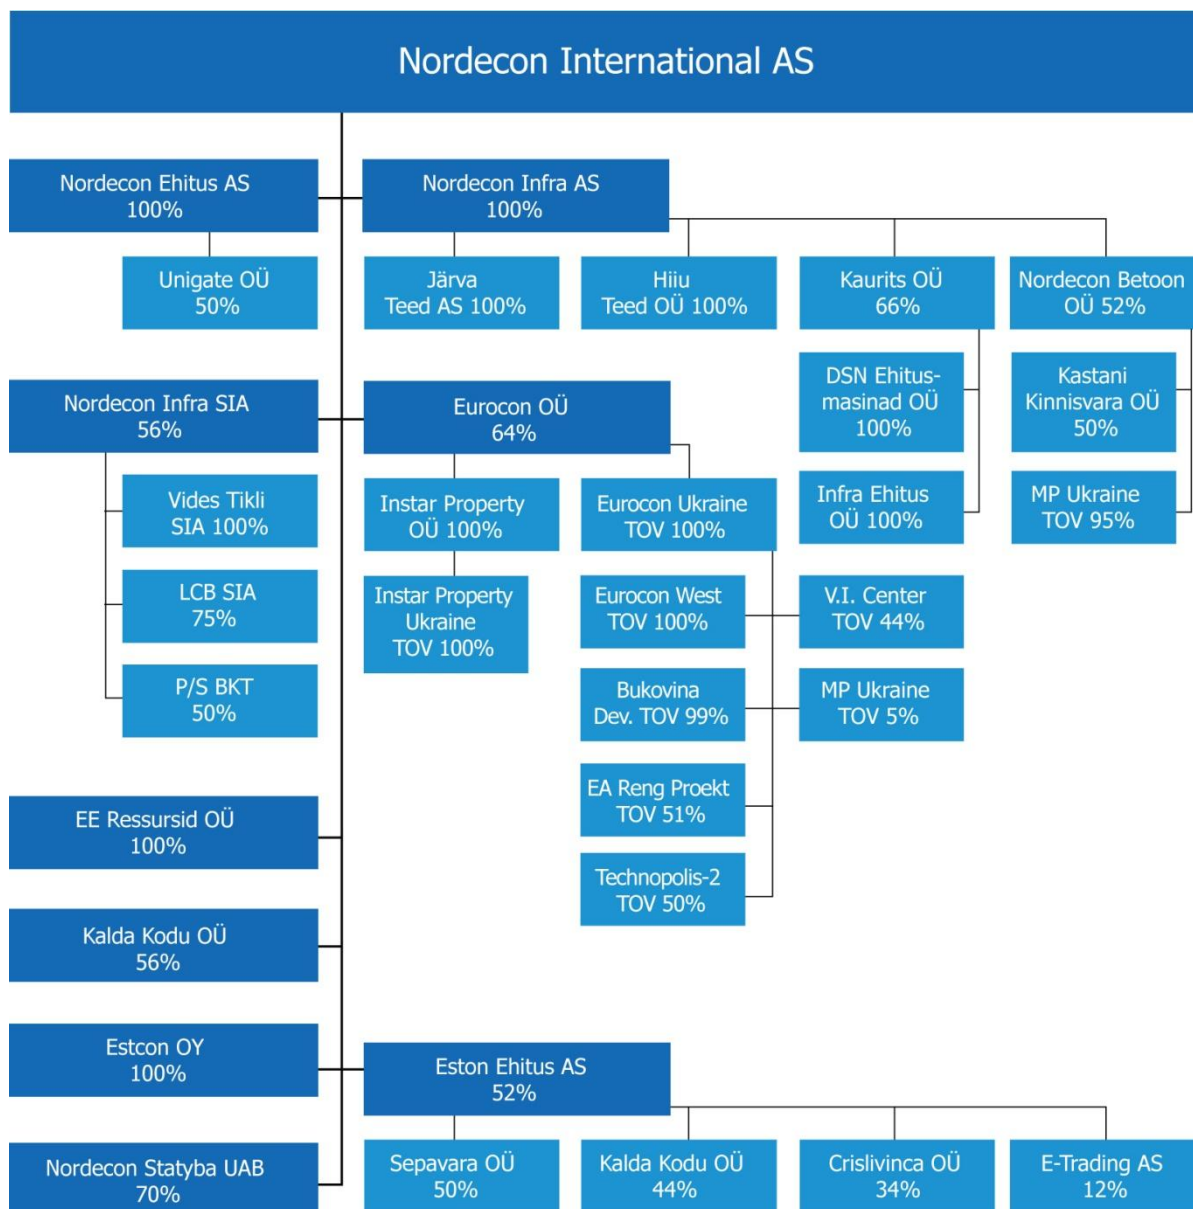 Nordecon International AS
Nordecon Ehitus AS
100%
Nordecon Infra AS
100%
Unigate OÜ
50%
Järva
Teed AS 100%
Hiiu
Teed OÜ 100%
Kaurits OÜ
66%
Nordecon Betoon
OÜ 52%
DSN Ehitus-
masinad OÜ
100%
Kastani
Kinnisvara OÜ
50%
Infra Ehitus
OÜ 100%
MP Ukraine
TOV 95%
Nordecon Infra SIA
56%
Vides Tikli
SIA 100%
LCB SIA
75%
P/S BKT
50%
Eurocon OÜ
64%
Instar Property
OÜ 100%
Instar Property
Ukraine
TOV 100%
Eurocon Ukraine
TOV 100%
Eurocon West
TOV 100%
V.I. Center
TOV 44%
Bukovina
Dev. TOV 99%
MP Ukraine
TOV 5%
EA Reng Proekt
TOV 51%
Technopolis-2
TOV 50%
EE Ressursid OÜ
100%
Kalda Kodu OÜ
56%
Estcon OY
100%
Eston Ehitus AS
52%
Nordecon Statyba UAB
70%
Sepavara OÜ
50%
Kalda Kodu OÜ
44%
Crislivinca OÜ
34%
E-Trading AS
12%